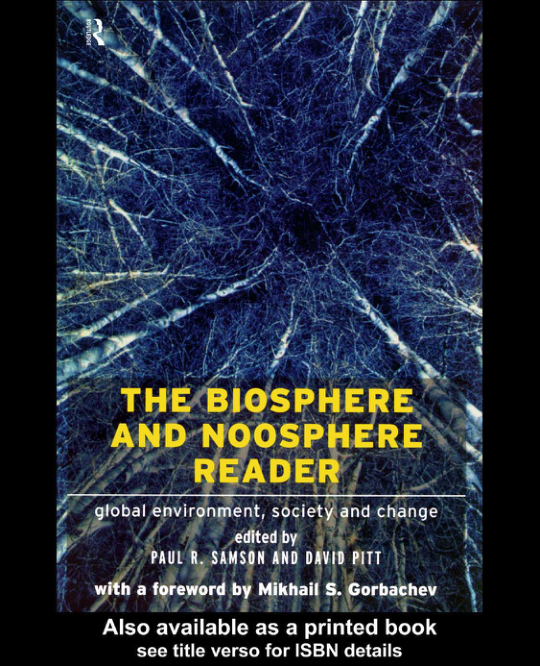 ROUTLEDGE
THE BIOSPHERE
AND NOOSPHERE
READER
global environment, society and change
edited by
PAUL R. SAMSON AND DAVID PITT
with a foreword by Mikhail S. Gorbachev
Also available as a printed book
see title verso for ISBN details